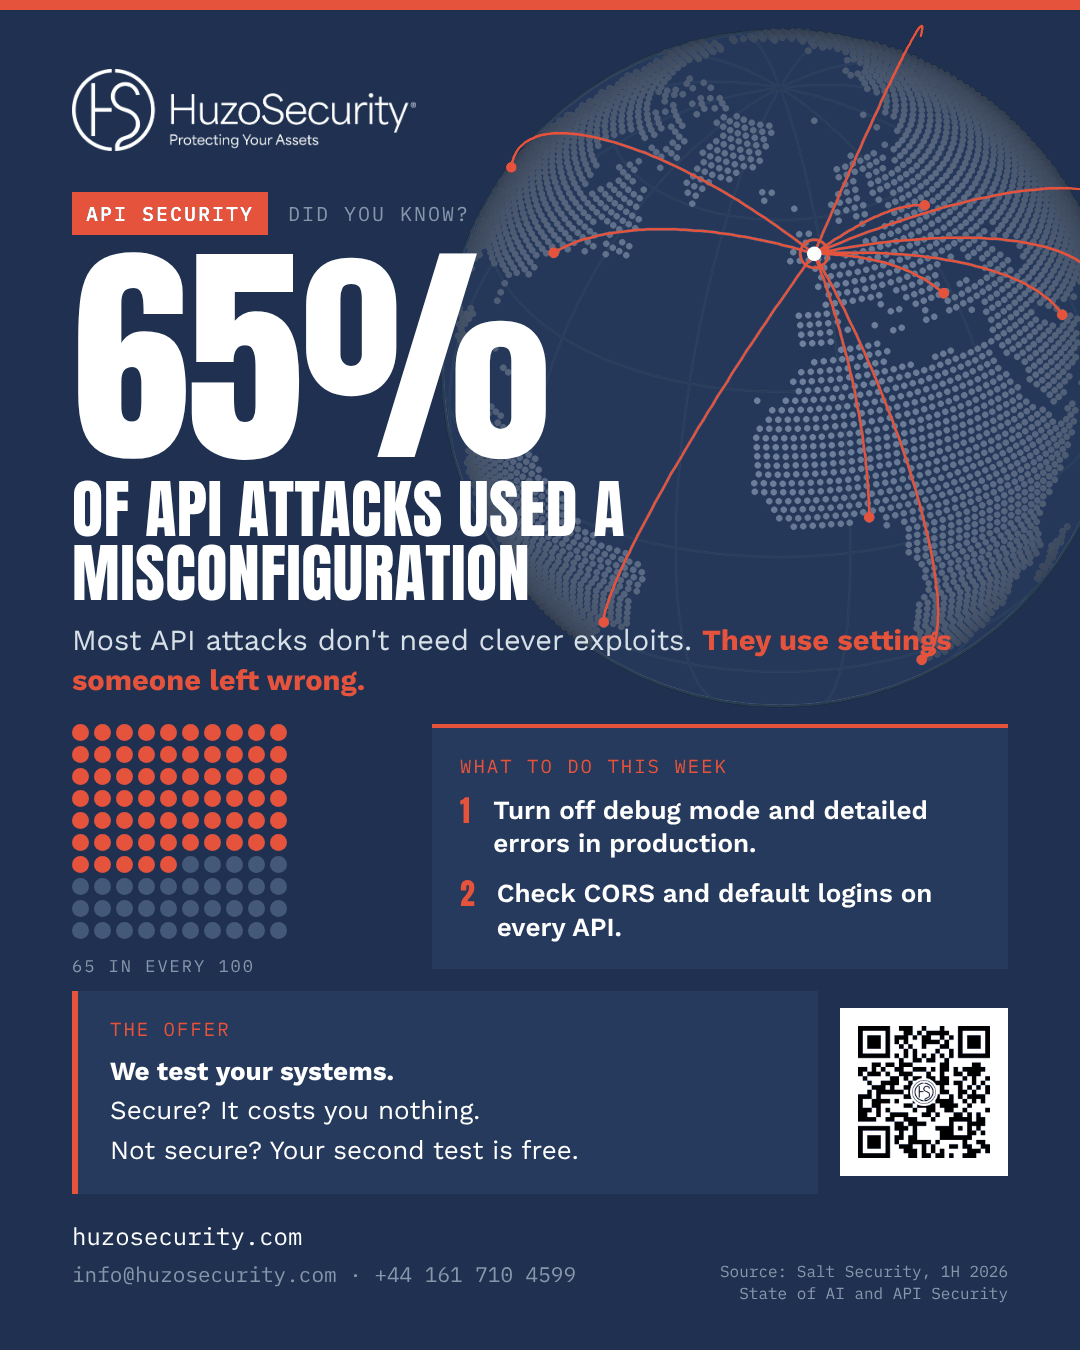 HS HuzoSecurity®
Protecting Your Assets
API SECURITY DID YOU KNOW?
65%
OF API ATTACKS USED A
MISCONFIGURATION
Most API attacks don't need clever exploits. They use settings
someone left wrong.
65 IN EVERY 100
WHAT TO DO THIS WEEK
1 Turn off debug mode and detailed
errors in production.
2 Check CORS and default logins on
every API.
THE OFFER
We test your systems.
Secure? It costs you nothing.
Not secure? Your second test is free.
HS
huzosecurity.com
info@huzosecurity.com · +44 161 710 4599
Source: Salt Security, 1H 2026
State of AI and API Security